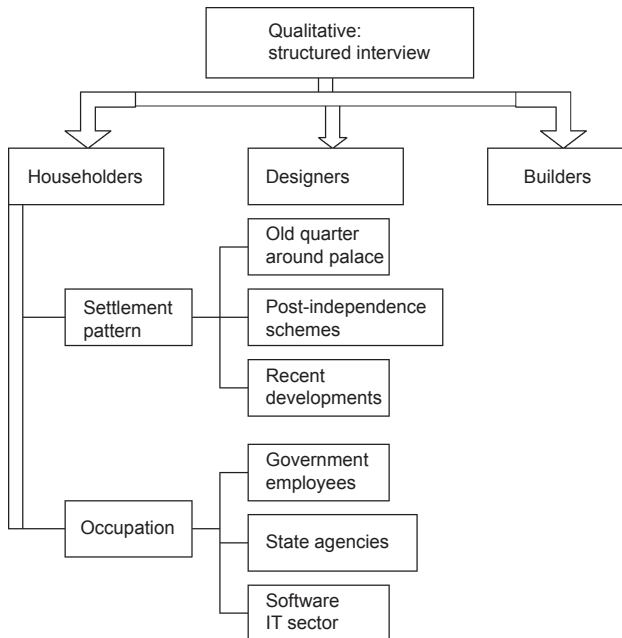 Qualitative:
structured interview
Householders
Designers
Builders
Old quarter
around palace
Settlement
pattern
Post-independence
schemes
Recent
developments
Government
employees
Occupation
State agencies
Software
IT sector